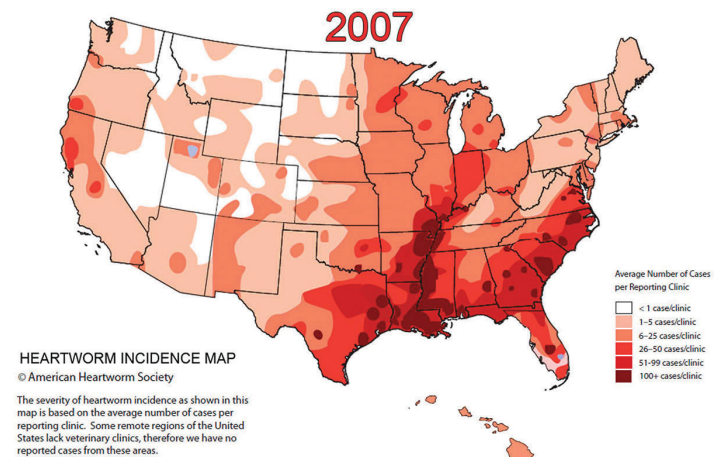 2007
Average Number of Cases
per Reporting Clinic
< 1 case/clinic
1–5 cases/clinic
6–25 cases/clinic
26–50 cases/clinic
51-99 cases/clinic
100+ cases/clinic
HEARTWORM INCIDENCE MAP
© American Heartworm Society
The severity of heartworm incidence as shown in this
map is based on the average number of cases per
reporting clinic. Some remote regions of the United
States lack veterinary clinics, therefore we have no
reported cases from these areas.